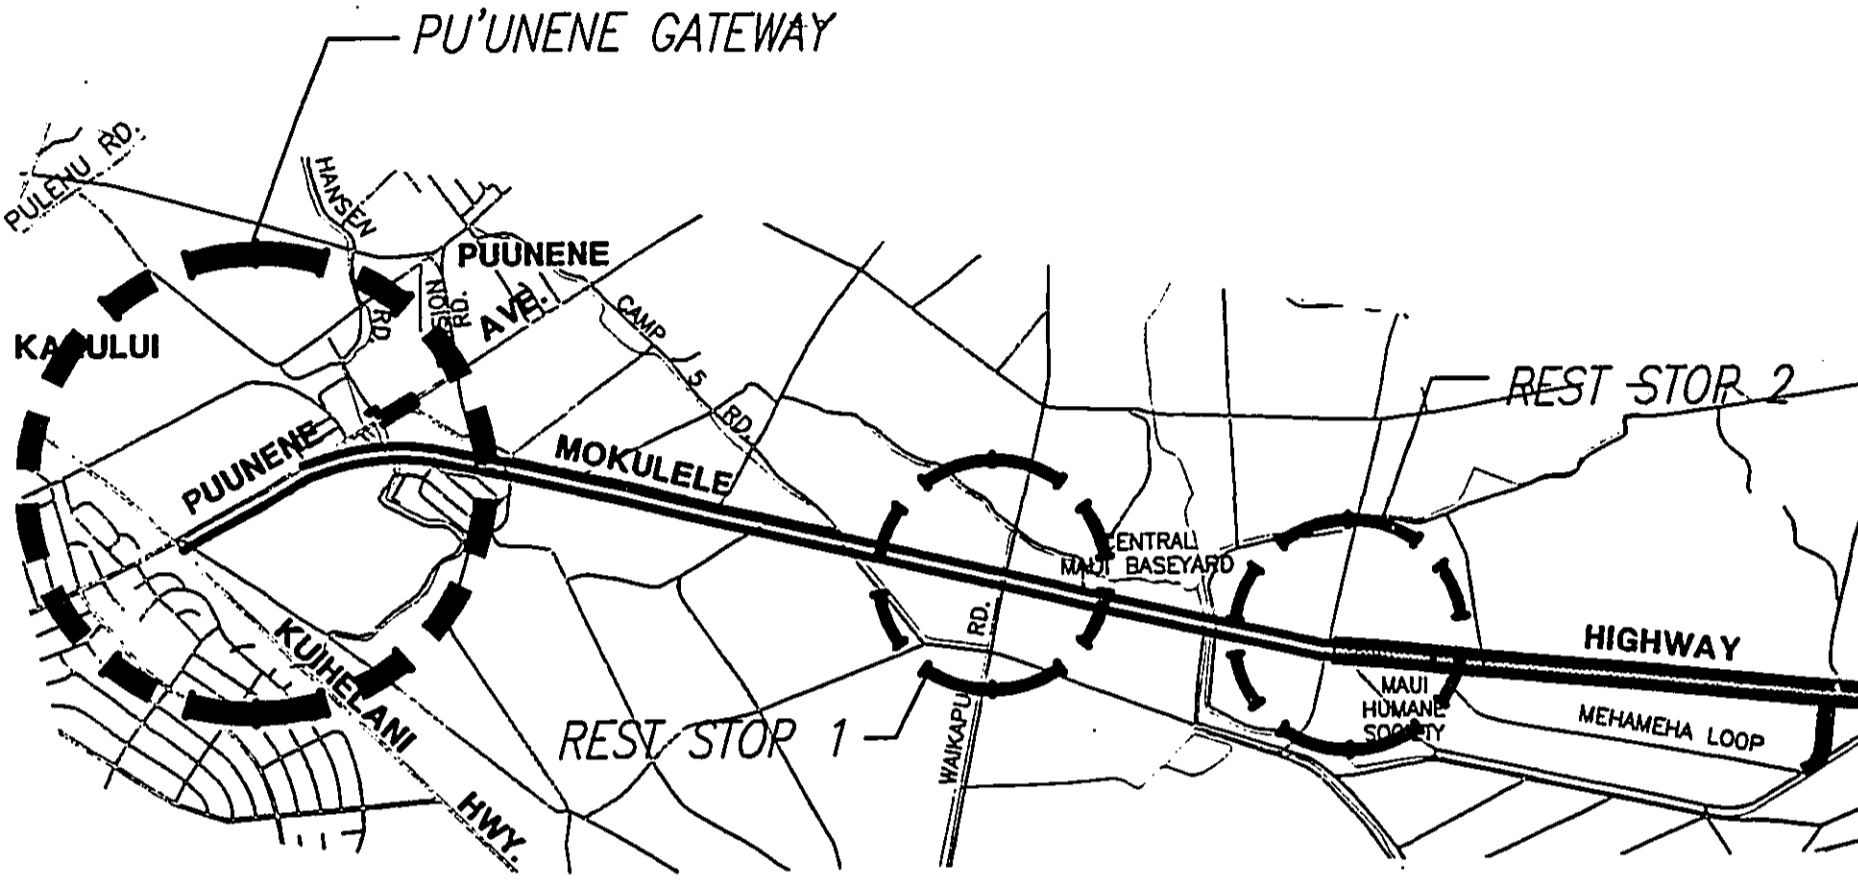 PU'UNENE GATEWAY
PULEHU RD.
HANSEN
RD
PUUNENE
RD.
AVE.
CAMP
5
RD.
KAHULUI
REST STOP 2
PUUNENE
MOKULELE
CENTRAL
MAUI BASEYARD
RD.
WAIKAPU
HIGHWAY
MAUI
HUMANE
SOCIETY
MEHAMEHA LOOP
KUIHELANI
HWY.
REST STOP 1